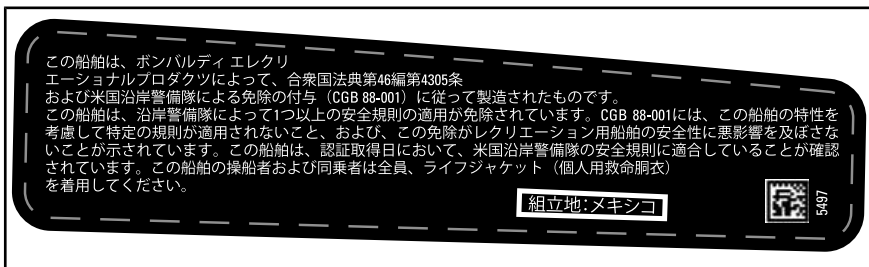 この船舶は、ボンバルディ エレクリ
エーショナルプロダクツによって、合衆国法典第46編第4305条
および米国沿岸警備隊による免除の付与（CGB 88-001）に従って製造されたものです。
この船舶は、沿岸警備隊によって1つ以上の安全規則の適用が免除されています。CGB 88-001には、この船舶の特性を
考慮して特定の規則が適用されないこと、および、この免除がレクリエーション用船舶の安全性に悪影響を及ぼさな
いことが示されています。この船舶は、認証取得日において、米国沿岸警備隊の安全規則に適合していることが確認
されています。この船舶の操船者および同乗者は全員、ライフジャケット（個人用救命胴衣）
を着用してください。
組立地：メキシコ
5497